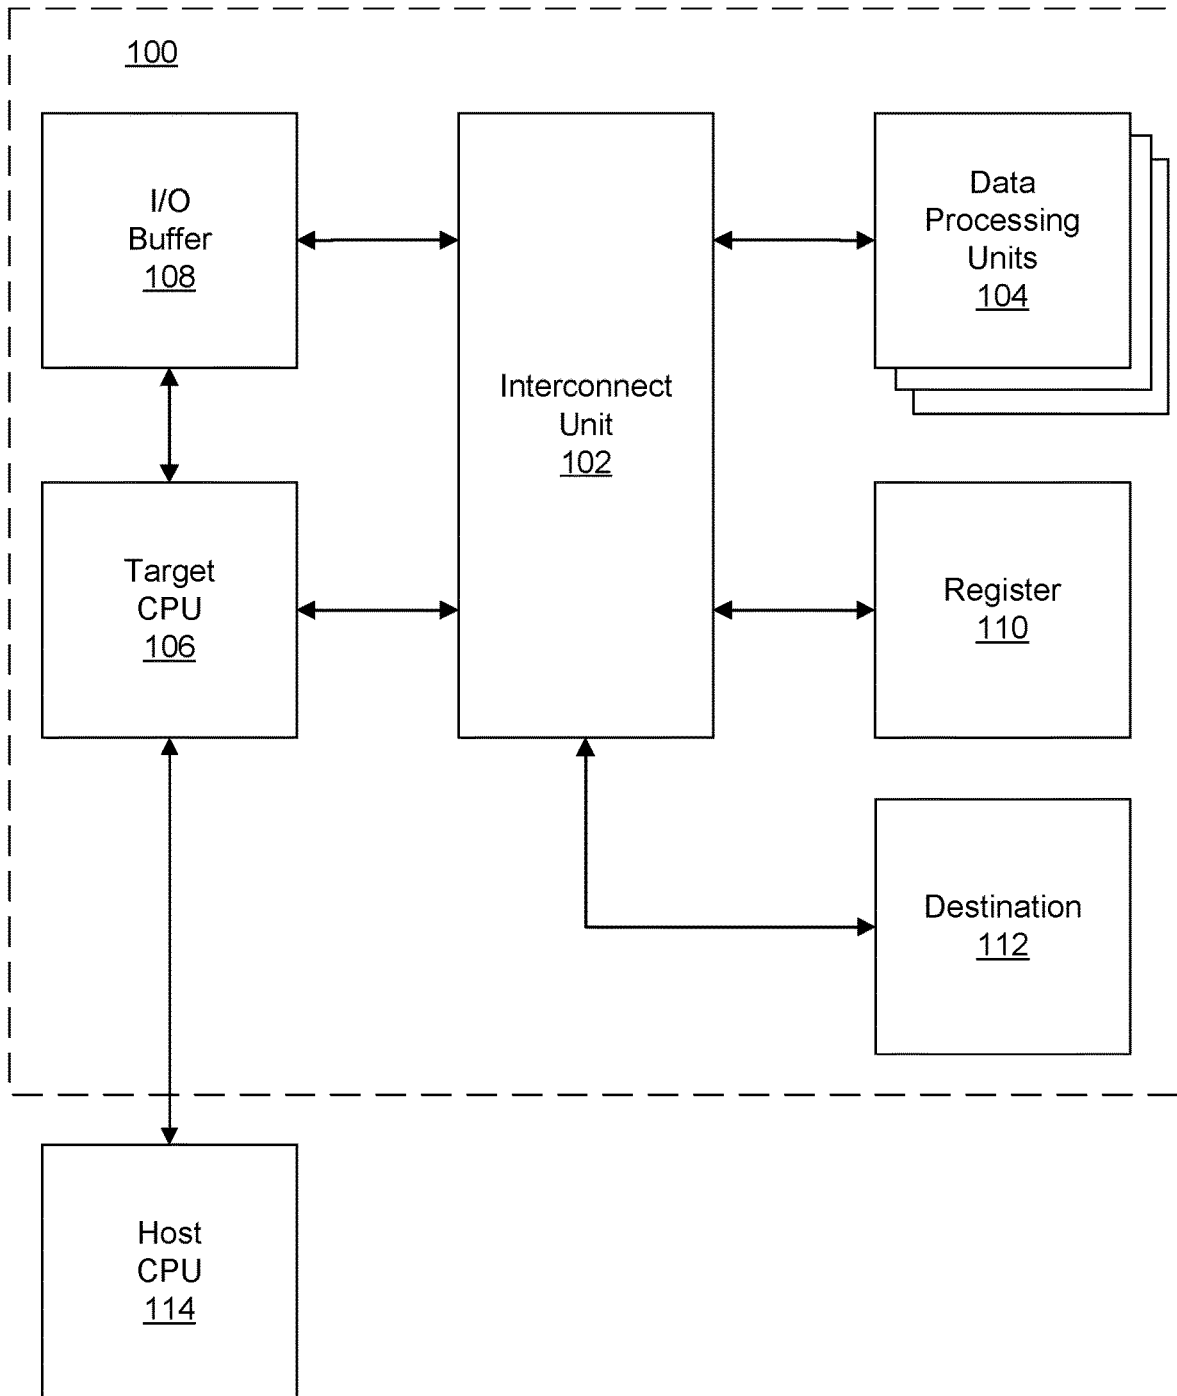 100
I/O
Buffer
108
Interconnect
Unit
102
Data
Processing
Units
104
Target
CPU
106
Register
110
Destination
112
Host
CPU
114